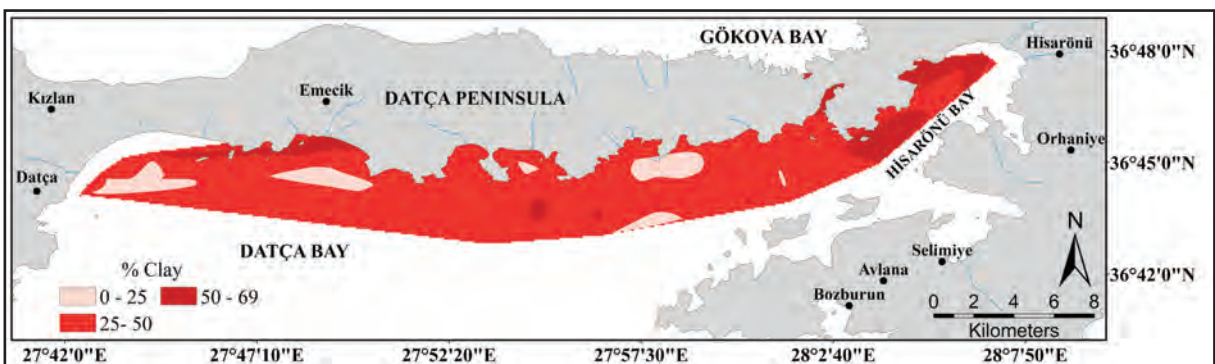 GÖKOVA BAY
Hisarönü
36°48'0"N
Kızlan
Emecik
DATÇA PENINSULA
HİSARÖNÜ BAY
Orhaniye
36°45'0"N
Datça
DATÇA BAY
N
Selimiye
36°42'0"N
Avlana
Bozburun
% Clay
0 - 25
50 - 69
25- 50
0 2 4 6 8
Kilometers
27°42'0"E 27°47'10"E 27°52'20"E 27°57'30"E 28°2'40"E 28°7'50"E